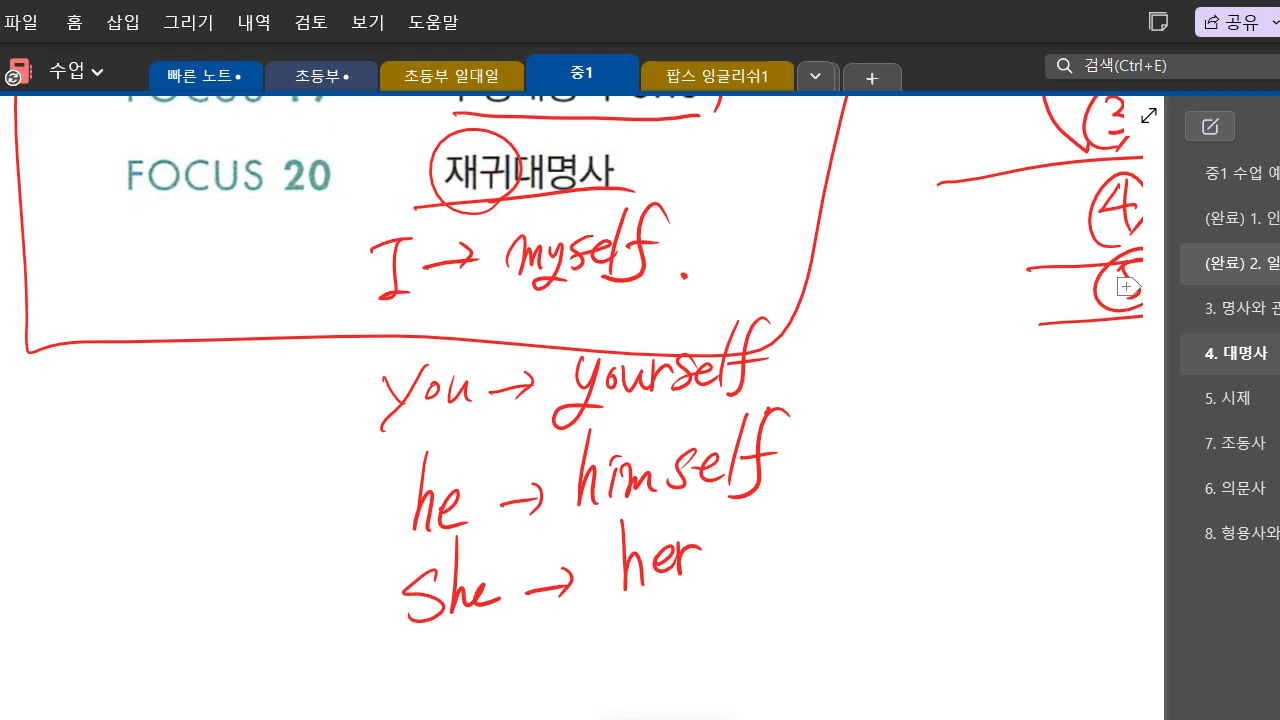 파일 홈 삽입 그리기 내역 검토 보기 도움말 공유
수업 빠른 노트• 초등부• 초등부 일대일 중1 팝스 잉글리쉬1 + 검색(Ctrl+E)
FOCUS 20 재귀대명사
I → myself.
you → yourself
he → himself
She → her
③
④
중1 수업
(완료) 1. 인
(완료) 2. 일
3. 명사와
4. 대명사
5. 시제
7. 조동사
6. 의문사
8. 형용사와